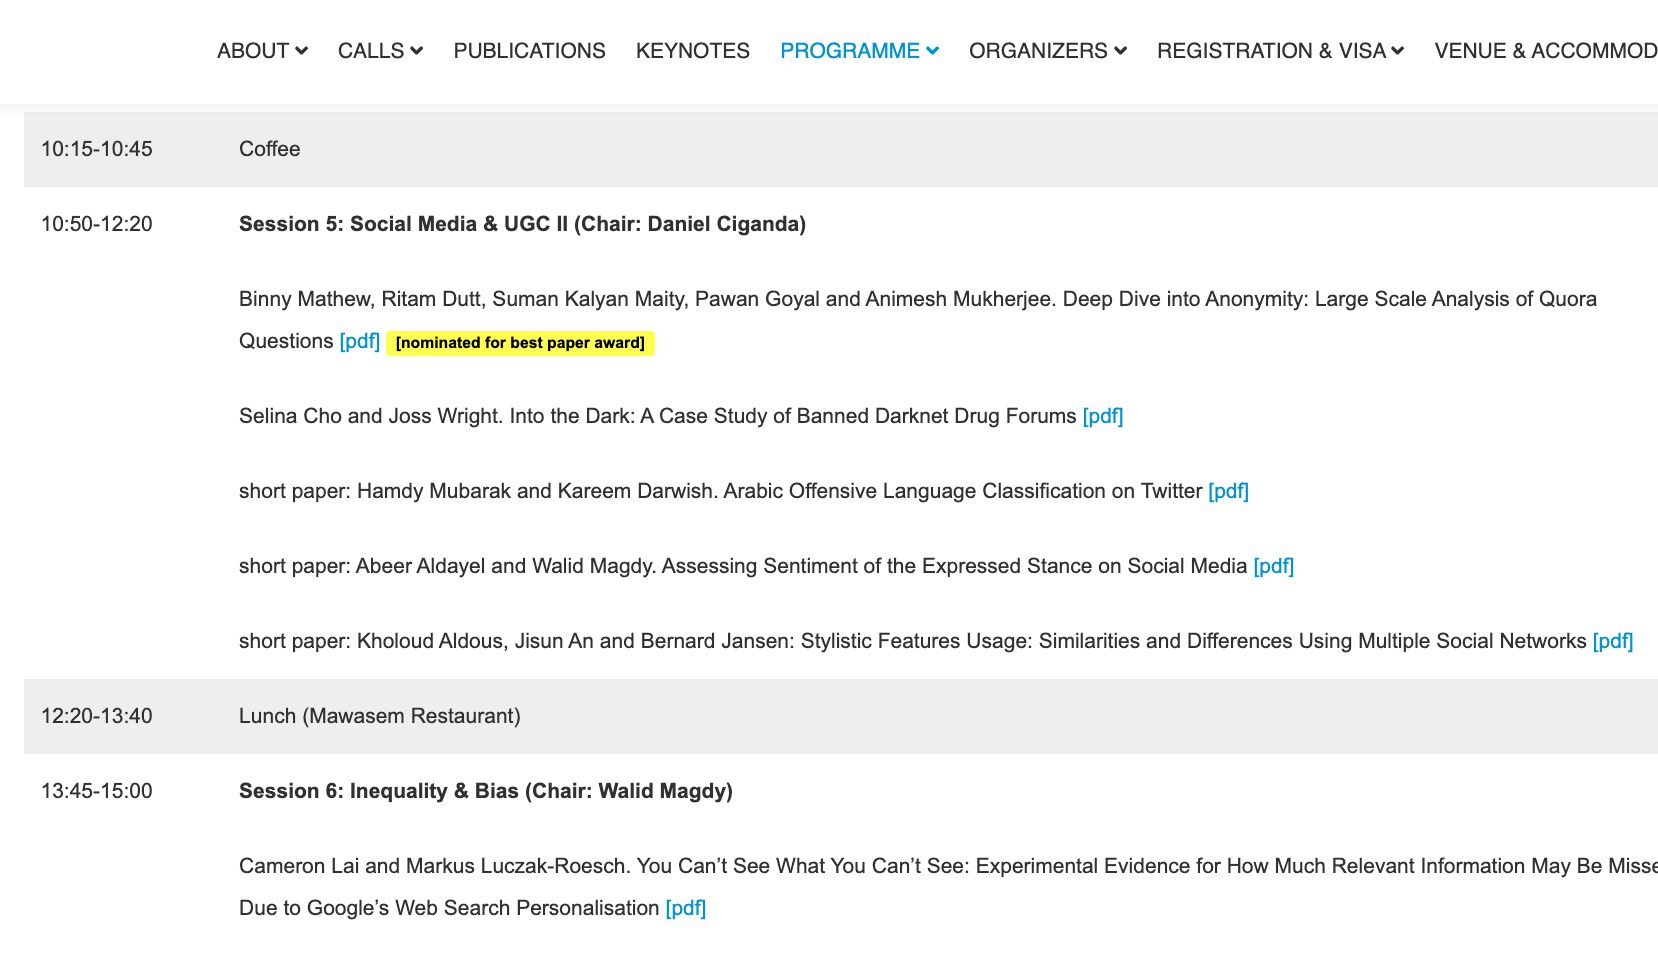 ABOUT CALLS PUBLICATIONS KEYNOTES PROGRAMME ORGANIZERS REGISTRATION & VISA VENUE & ACCOMMOD
10:15-10:45 Coffee
10:50-12:20 Session 5: Social Media & UGC II (Chair: Daniel Ciganda)
Binny Mathew, Ritam Dutt, Suman Kalyan Maity, Pawan Goyal and Animesh Mukherjee. Deep Dive into Anonymity: Large Scale Analysis of Quora
Questions [pdf] [nominated for best paper award]
Selina Cho and Joss Wright. Into the Dark: A Case Study of Banned Darknet Drug Forums [pdf]
short paper: Hamdy Mubarak and Kareem Darwish. Arabic Offensive Language Classification on Twitter [pdf]
short paper: Abeer Aldayel and Walid Magdy. Assessing Sentiment of the Expressed Stance on Social Media [pdf]
short paper: Kholoud Aldous, Jisun An and Bernard Jansen: Stylistic Features Usage: Similarities and Differences Using Multiple Social Networks [pdf]
12:20-13:40 Lunch (Mawasem Restaurant)
13:45-15:00 Session 6: Inequality & Bias (Chair: Walid Magdy)
Cameron Lai and Markus Luczak-Roesch. You Can’t See What You Can’t See: Experimental Evidence for How Much Relevant Information May Be Misse
Due to Google’s Web Search Personalisation [pdf]